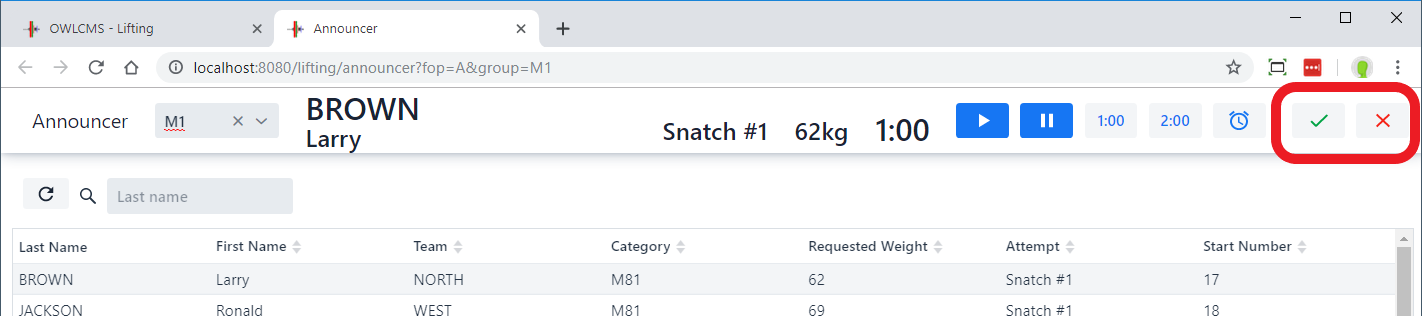 OWLCMS - Lifting
Announcer
localhost:8080/lifting/announcer?fop=A&group=M1
Announcer
M1
BROWN
Larry
Snatch #1 62kg 1:00
1:00
2:00
Last name
Last Name First Name Team Category Requested Weight Attempt Start Number
BROWN Larry NORTH M81 62 Snatch #1 17
JACKSON Ronald WEST M81 69 Snatch #1 18